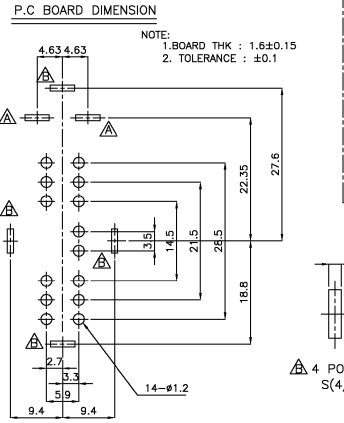 P.C BOARD DIMENSION
NOTE:
1.BOARD THK : 1.6±0.15
2. TOLERANCE : ±0.1
4.63 4.63
B
A
A
27.6
22.35
B
3.5
14.5
21.5
28.5
B
18.8
B
2.7
3.3
5.9
14-ø1.2
9.4 9.4
B 4 PO
S(4